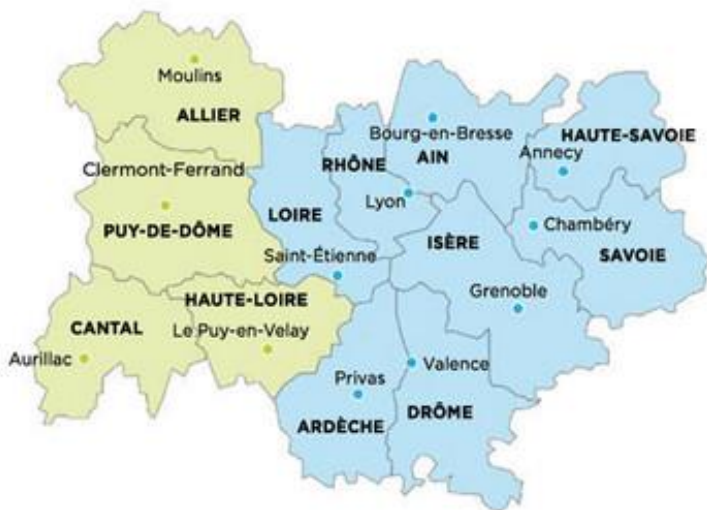 Moulins
ALLIER
Clermont-Ferrand
PUY-DE-DÔME
CANTAL
Aurillac
HAUTE-LOIRE
Le Puy-en-Velay
LOIRE
Saint-Étienne
RHÔNE
Lyon
Bourg-en-Bresse
AIN
HAUTE-SAVOIE
Annecy
Chambéry
SAVOIE
ISÈRE
Grenoble
Privas
ARDÈCHE
Valence
DRÔME